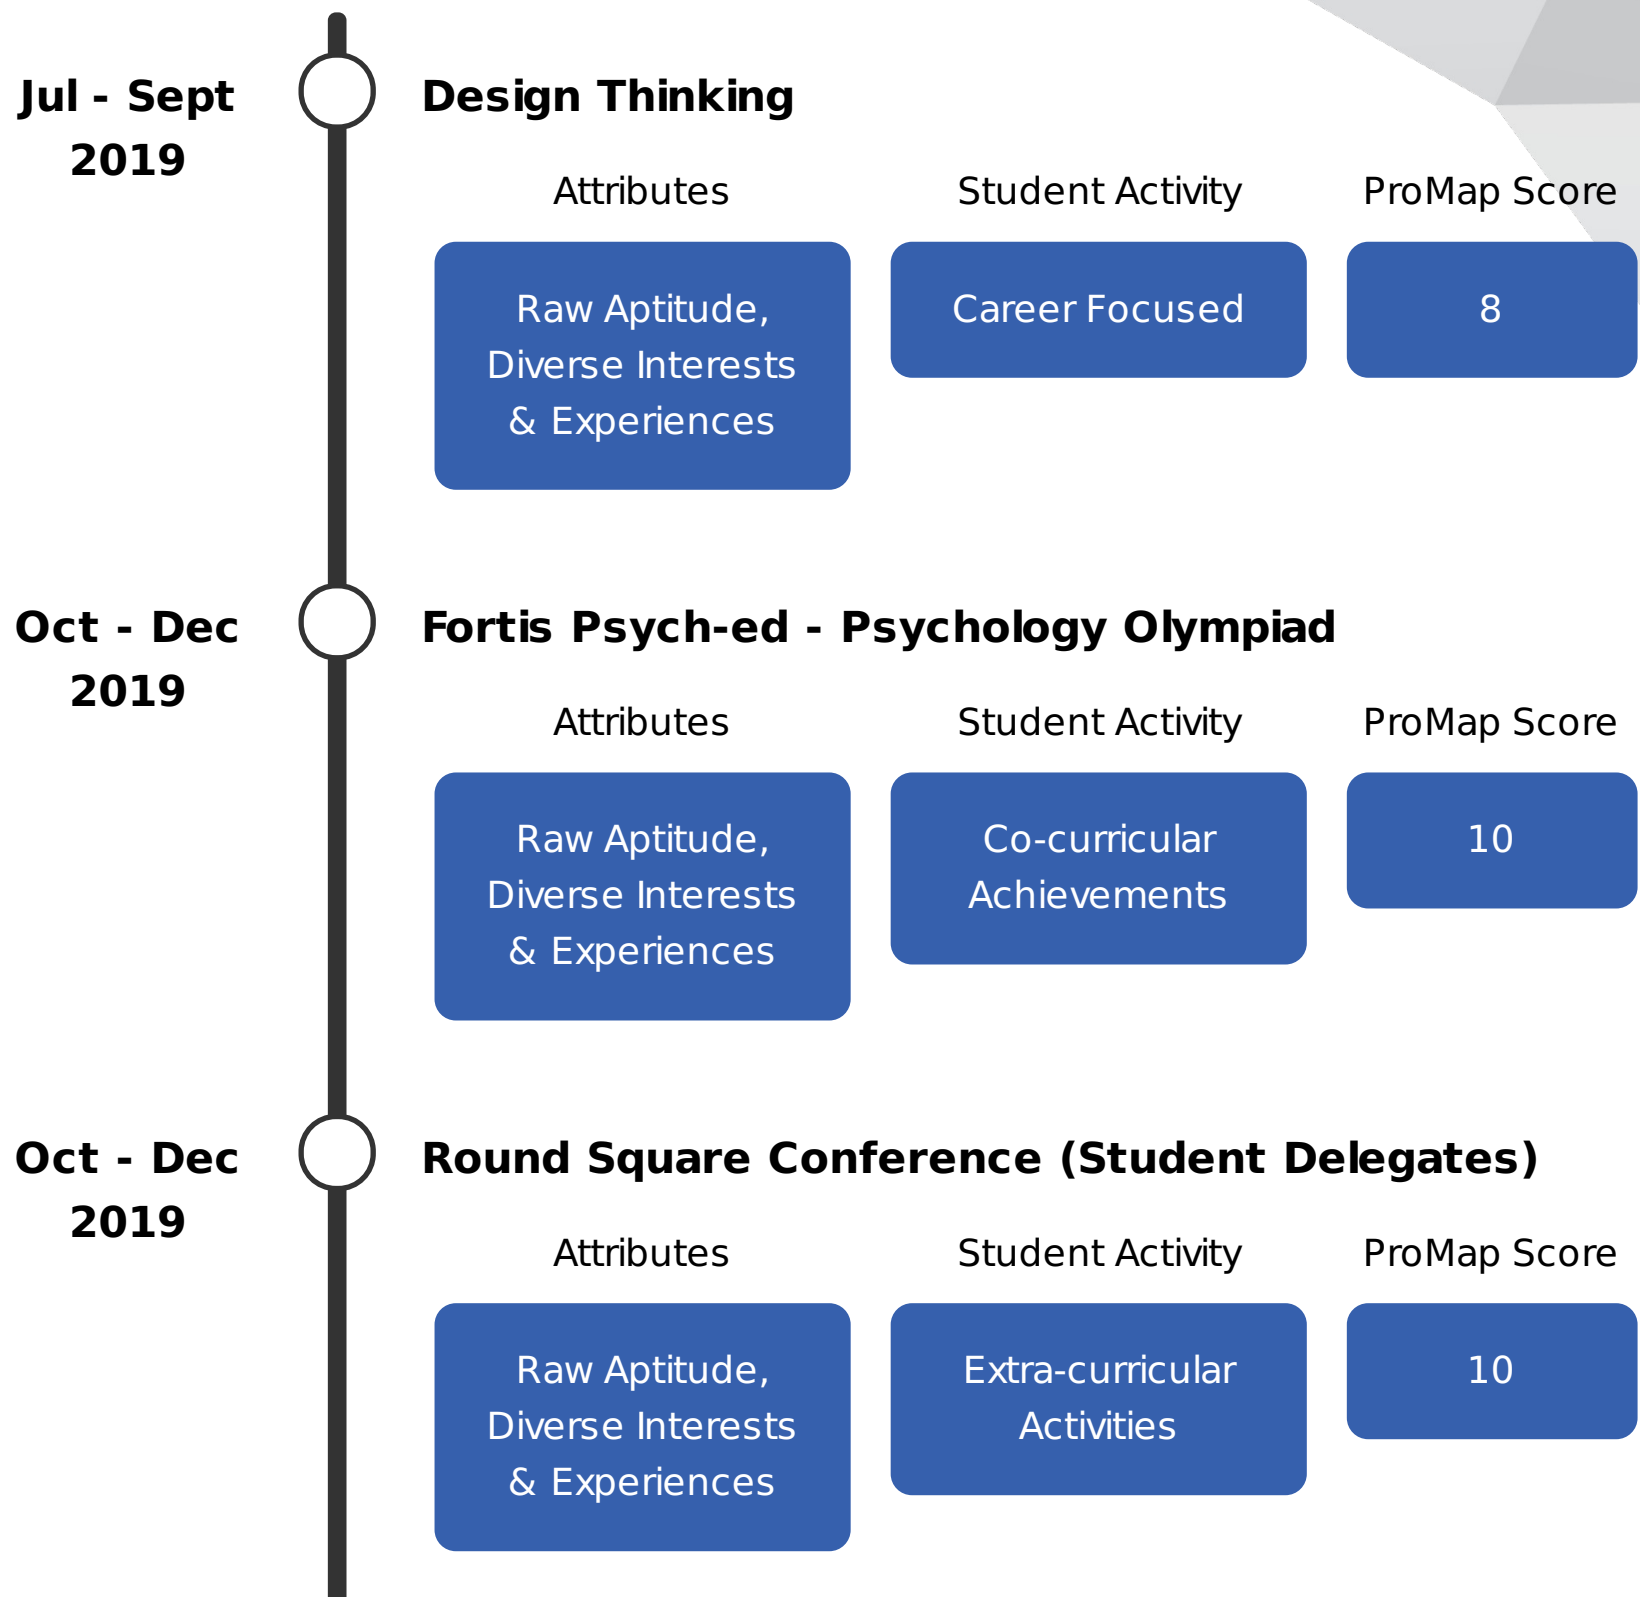 Jul - Sept
2019
Design Thinking
Attributes
Student Activity
ProMap Score
Raw Aptitude,
Diverse Interests
& Experiences
Career Focused
8
Oct - Dec
2019
Fortis Psych-ed - Psychology Olympiad
Attributes
Student Activity
ProMap Score
Raw Aptitude,
Diverse Interests
& Experiences
Co-curricular
Achievements
10
Oct - Dec
2019
Round Square Conference (Student Delegates)
Attributes
Student Activity
ProMap Score
Raw Aptitude,
Diverse Interests
& Experiences
Extra-curricular
Activities
10